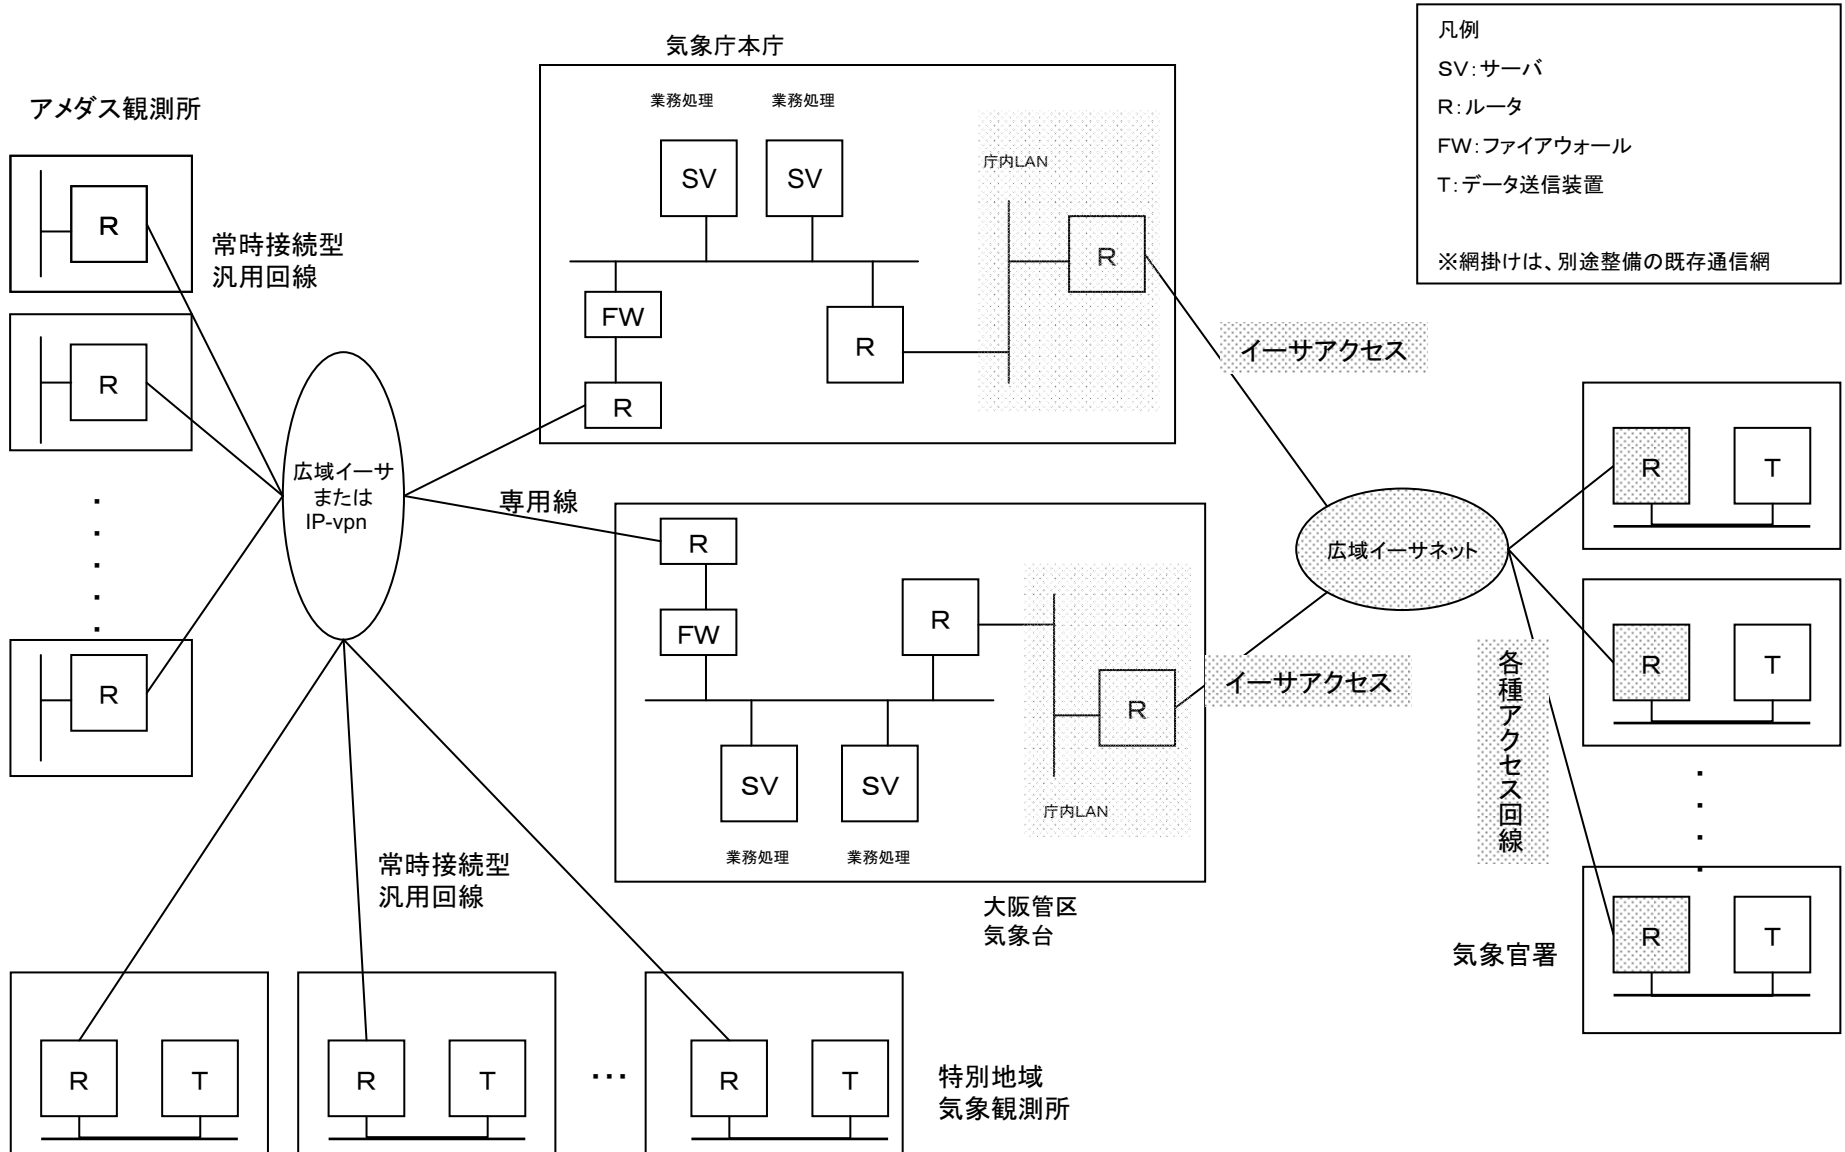 気象庁本庁
凡例
SV:サーバ
R:ルータ
FW:ファイアウォール
T:データ送信装置
※網掛けは、別途整備の既存通信網
アメダス観測所
業務処理
業務処理
SV
SV
庁内LAN
R
常時接続型
汎用回線
R
FW
R
R
イーサアクセス
R
R
広域イーサ
または
IP-vpn
専用線
・
・
・
・
・
R
R
FW
R
R
SV
SV
庁内LAN
業務処理
業務処理
大阪管区
気象台
イーサアクセス
広域イーサネット
各種アクセス回線
R
T
R
T
・
・
・
・
R
T
気象官署
常時接続型
汎用回線
R
T
R
T
・・・
R
T
特別地域
気象観測所